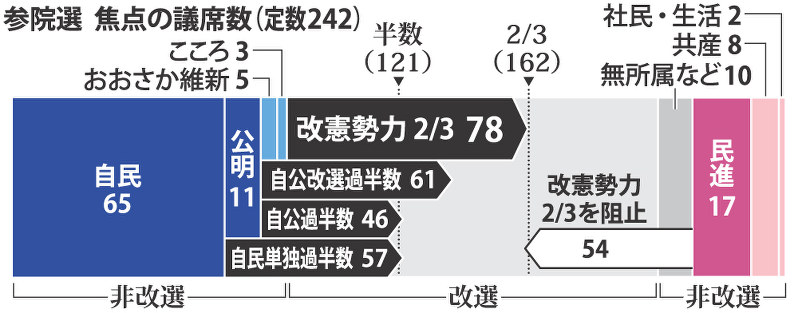 参院選 焦点の議席数(定数242)
こころ 3
おおさか維新 5
半数
(121)
2/3
(162)
社民・生活 2
共産 8
無所属など 10
自民
65
公明
11
改憲勢力 2/3 78
自公改選過半数 61
自公過半数 46
自民単独過半数 57
改憲勢力
2/3を阻止
54
民進
17
非改選
改選
非改選